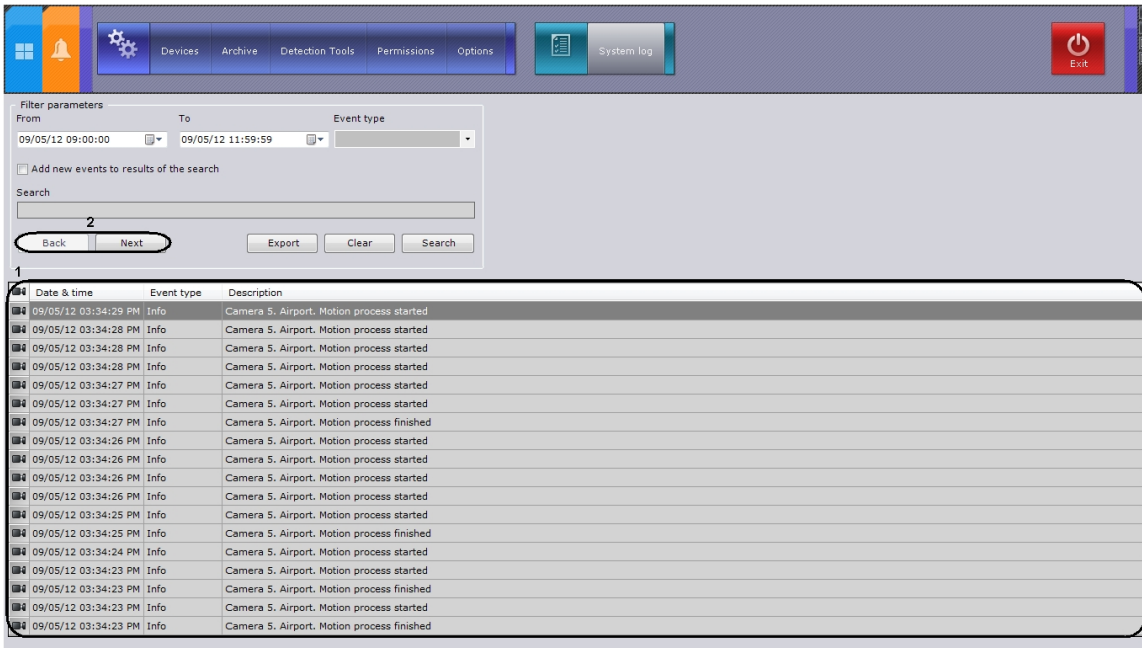 Devices Archive Detection Tools Permissions Options System log Exit
Filter parameters
From To Event type
09/05/12 09:00:00 09/05/12 11:59:59
Add new events to results of the search
Search
2
Back Next Export Clear Search
1
Date & time Event type Description
09/05/12 03:34:29 PM Info Camera 5. Airport. Motion process started
09/05/12 03:34:28 PM Info Camera 5. Airport. Motion process started
09/05/12 03:34:28 PM Info Camera 5. Airport. Motion process started
09/05/12 03:34:28 PM Info Camera 5. Airport. Motion process started
09/05/12 03:34:27 PM Info Camera 5. Airport. Motion process started
09/05/12 03:34:27 PM Info Camera 5. Airport. Motion process started
09/05/12 03:34:27 PM Info Camera 5. Airport. Motion process finished
09/05/12 03:34:26 PM Info Camera 5. Airport. Motion process started
09/05/12 03:34:26 PM Info Camera 5. Airport. Motion process started
09/05/12 03:34:26 PM Info Camera 5. Airport. Motion process started
09/05/12 03:34:26 PM Info Camera 5. Airport. Motion process started
09/05/12 03:34:25 PM Info Camera 5. Airport. Motion process started
09/05/12 03:34:25 PM Info Camera 5. Airport. Motion process finished
09/05/12 03:34:24 PM Info Camera 5. Airport. Motion process started
09/05/12 03:34:23 PM Info Camera 5. Airport. Motion process started
09/05/12 03:34:23 PM Info Camera 5. Airport. Motion process finished
09/05/12 03:34:23 PM Info Camera 5. Airport. Motion process started
09/05/12 03:34:23 PM Info Camera 5. Airport. Motion process finished